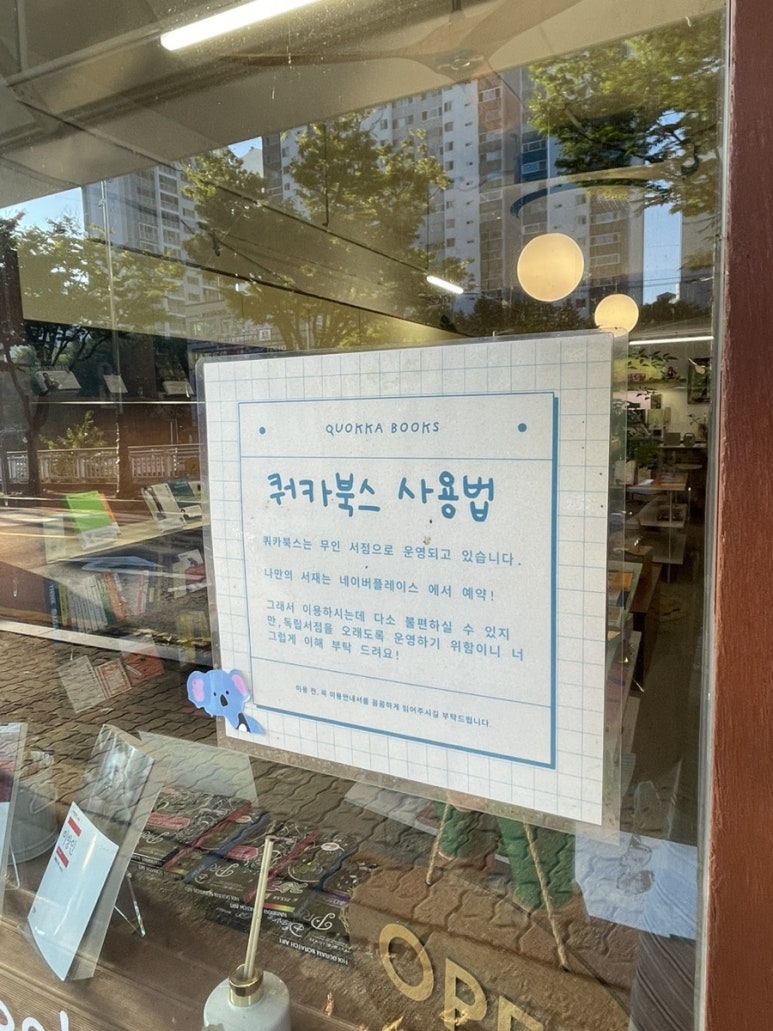 QUOKKA BOOKS
쿼카북스 사용법
쿼카북스는 무인 서점으로 운영되고 있습니다.
나만의 서재는 네이버플레이스 에서 예약!
그래서 이용하시는데 다소 불편하실 수 있지
만,독립서점을 오래도록 운영하기 위함이니 너
그럽게 이해 부탁 드려요!
이용 전, 꼭 이용안내서를 꼼꼼하게 읽어주시길 부탁드립니다.
HOLOGRAM SCRATCH ART
OPE